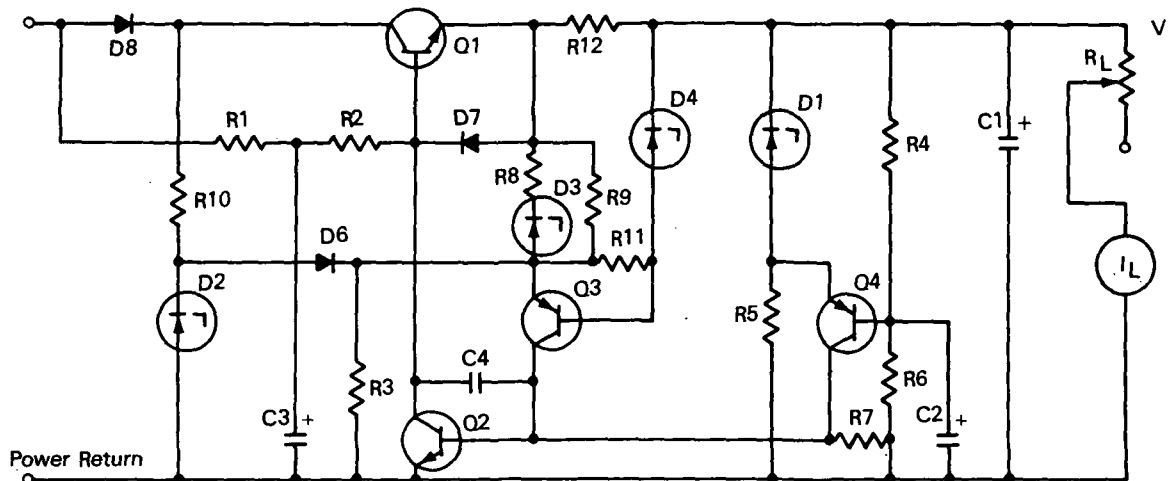 D8
Q1
R12
V
RL
D4
D1
C1 +
R1
R2
D7
R4
R8
D3
R9
R10
D6
R11
D2
Q3
Q4
IL
R5
C4
R3
R6
C3 +
Q2
R7
C2 +
Power Return